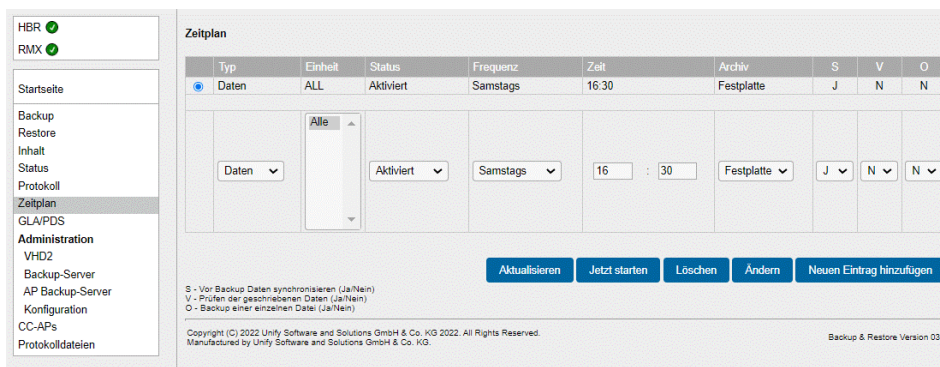 HBR
RMX
Startseite
Backup
Restore
Inhalt
Status
Protokoll
Zeitplan
GLA/PDS
Administration
VHD2
Backup-Server
AP Backup-Server
Konfiguration
CC-APs
Protokolldateien
Zeitplan
Typ Einheit Status Frequenz Zeit Archiv S V O
Daten ALL Aktiviert Samstags 16:30 Festplatte J N N
Alle
Daten Aktiviert Samstags 16 : 30 Festplatte J N N
Aktualisieren Jetzt starten Löschen Ändern Neuen Eintrag hinzufügen
S - Vor Backup Daten synchronisieren (Ja/Nein)
V - Prüfen der geschriebenen Daten (Ja/Nein)
O - Backup einer einzelnen Datei (Ja/Nein)
Copyright (C) 2022 Unify Software and Solutions GmbH & Co. KG 2022. All Rights Reserved.
Manufactured by Unify Software and Solutions GmbH & Co. KG.
Backup & Restore Version 03